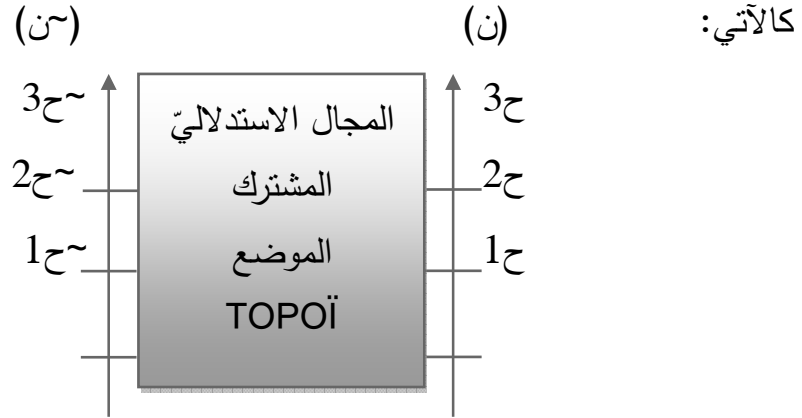 كالآتي:
(ن) (~ن)
ح3 ~ح3
المجال الاستدلاليّ
ح2 المشترك ~ح2
ح1 الموضع ~ح1
TOPOÏ